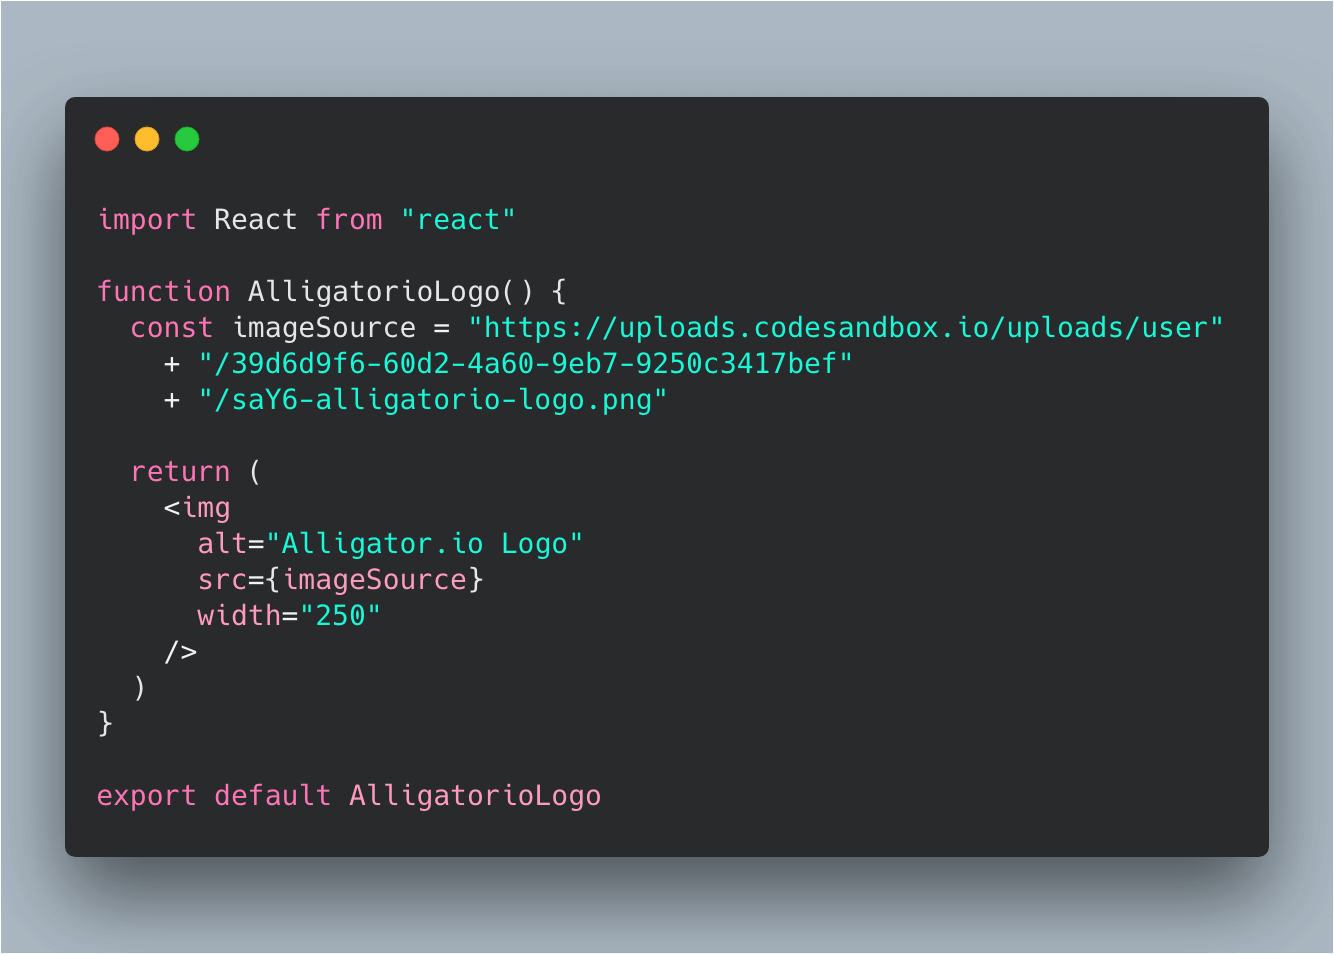 import React from "react"

function AlligatorioLogo() {
  const imageSource = "https://uploads.codesandbox.io/uploads/user"
    + "/39d6d9f6-60d2-4a60-9eb7-9250c3417bef"
    + "/saY6-alligatorio-logo.png"

  return (
    <img
      alt="Alligator.io Logo"
      src={imageSource}
      width="250"
    />
  )
}

export default AlligatorioLogo